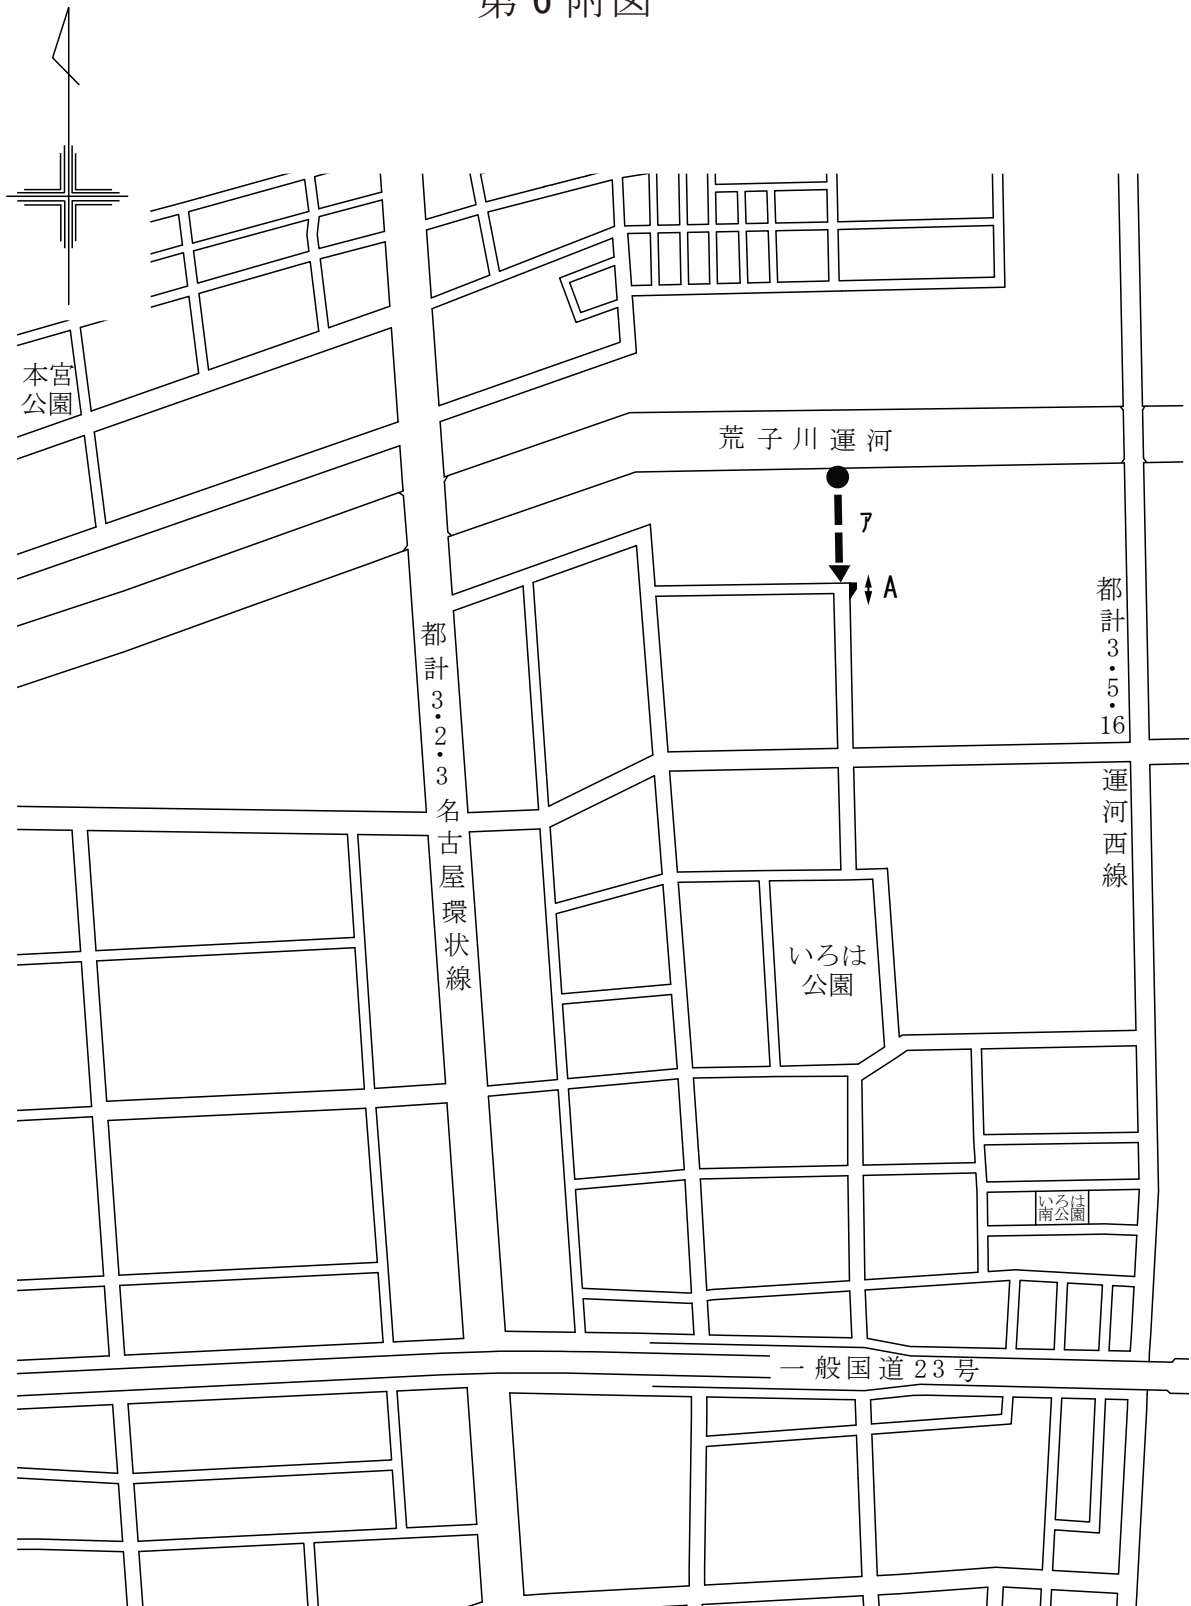 第6附図
本宮
公園
荒子川運河
ア
A
都計3・2・3名古屋環状線
都計3・5・16運河西線
いろは
公園
いろは
南公園
一般国道23号